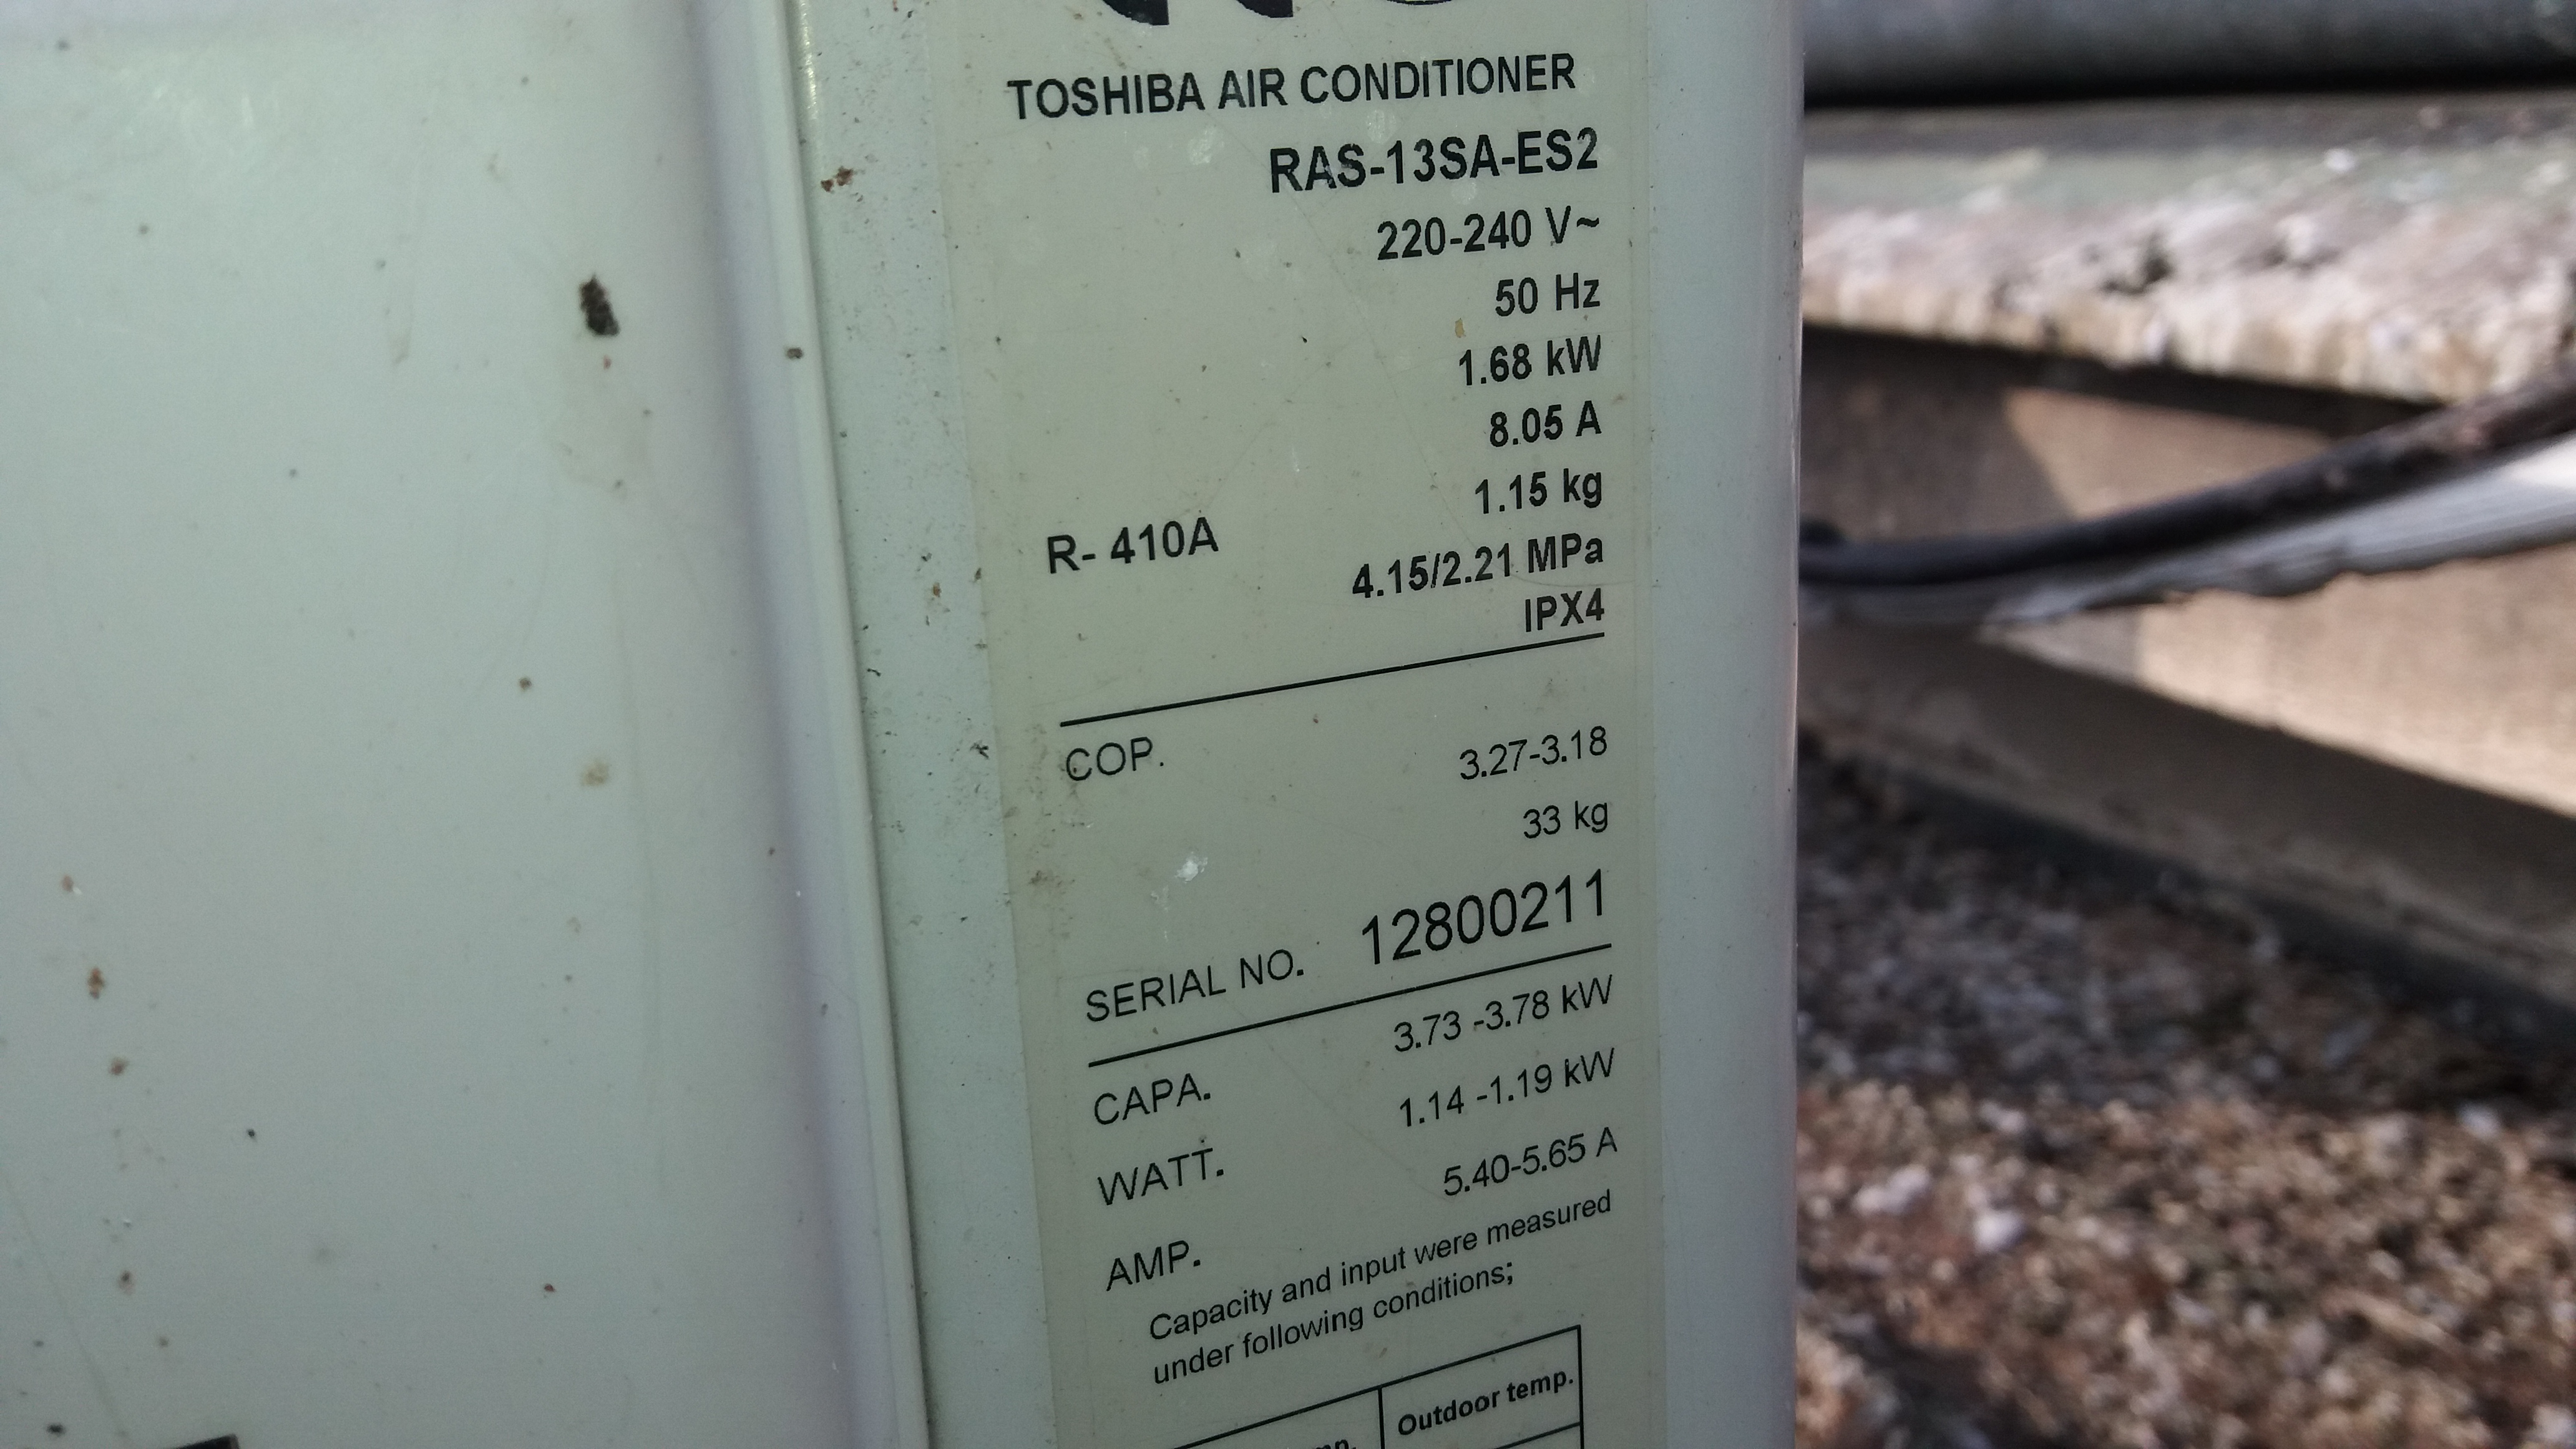 TOSHIBA AIR CONDITIONER
RAS-13SA-ES2
220-240 V~
50 Hz
1.68 kW
8.05 A
1.15 kg
R- 410A
4.15/2.21 MPa
IPX4
COP. 3.27-3.18
33 kg
SERIAL NO. 12800211
CAPA. 3.73 -3.78 kW
WATT. 1.14 -1.19 kW
AMP. 5.40-5.65 A
Capacity and input were measured
under following conditions;
Outdoor temp.